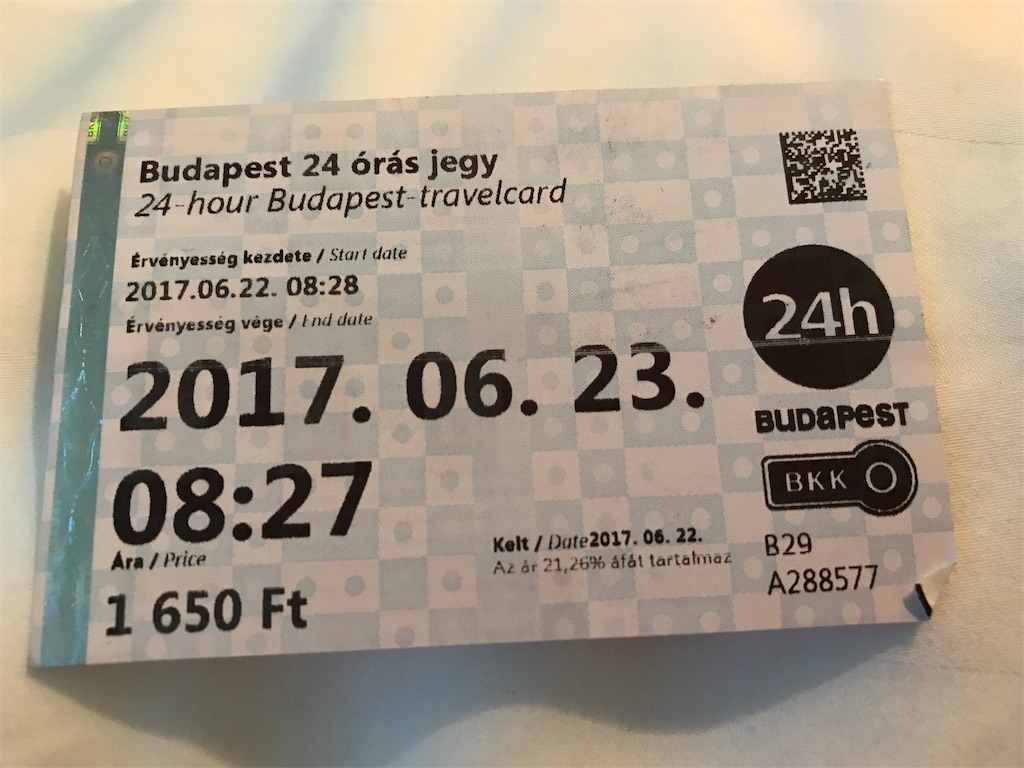 Budapest 24 órás jegy
24-hour Budapest-travelcard
Érvényesség kezdete / Start date
2017.06.22. 08:28
Érvényesség vége / End date
2017. 06. 23.
08:27
Ára / Price
1 650 Ft
Kelt / Date2017. 06. 22.
Az ár 21,26% áfát tartalmaz
24h
BUDAPEST
BKK
B29
A288577